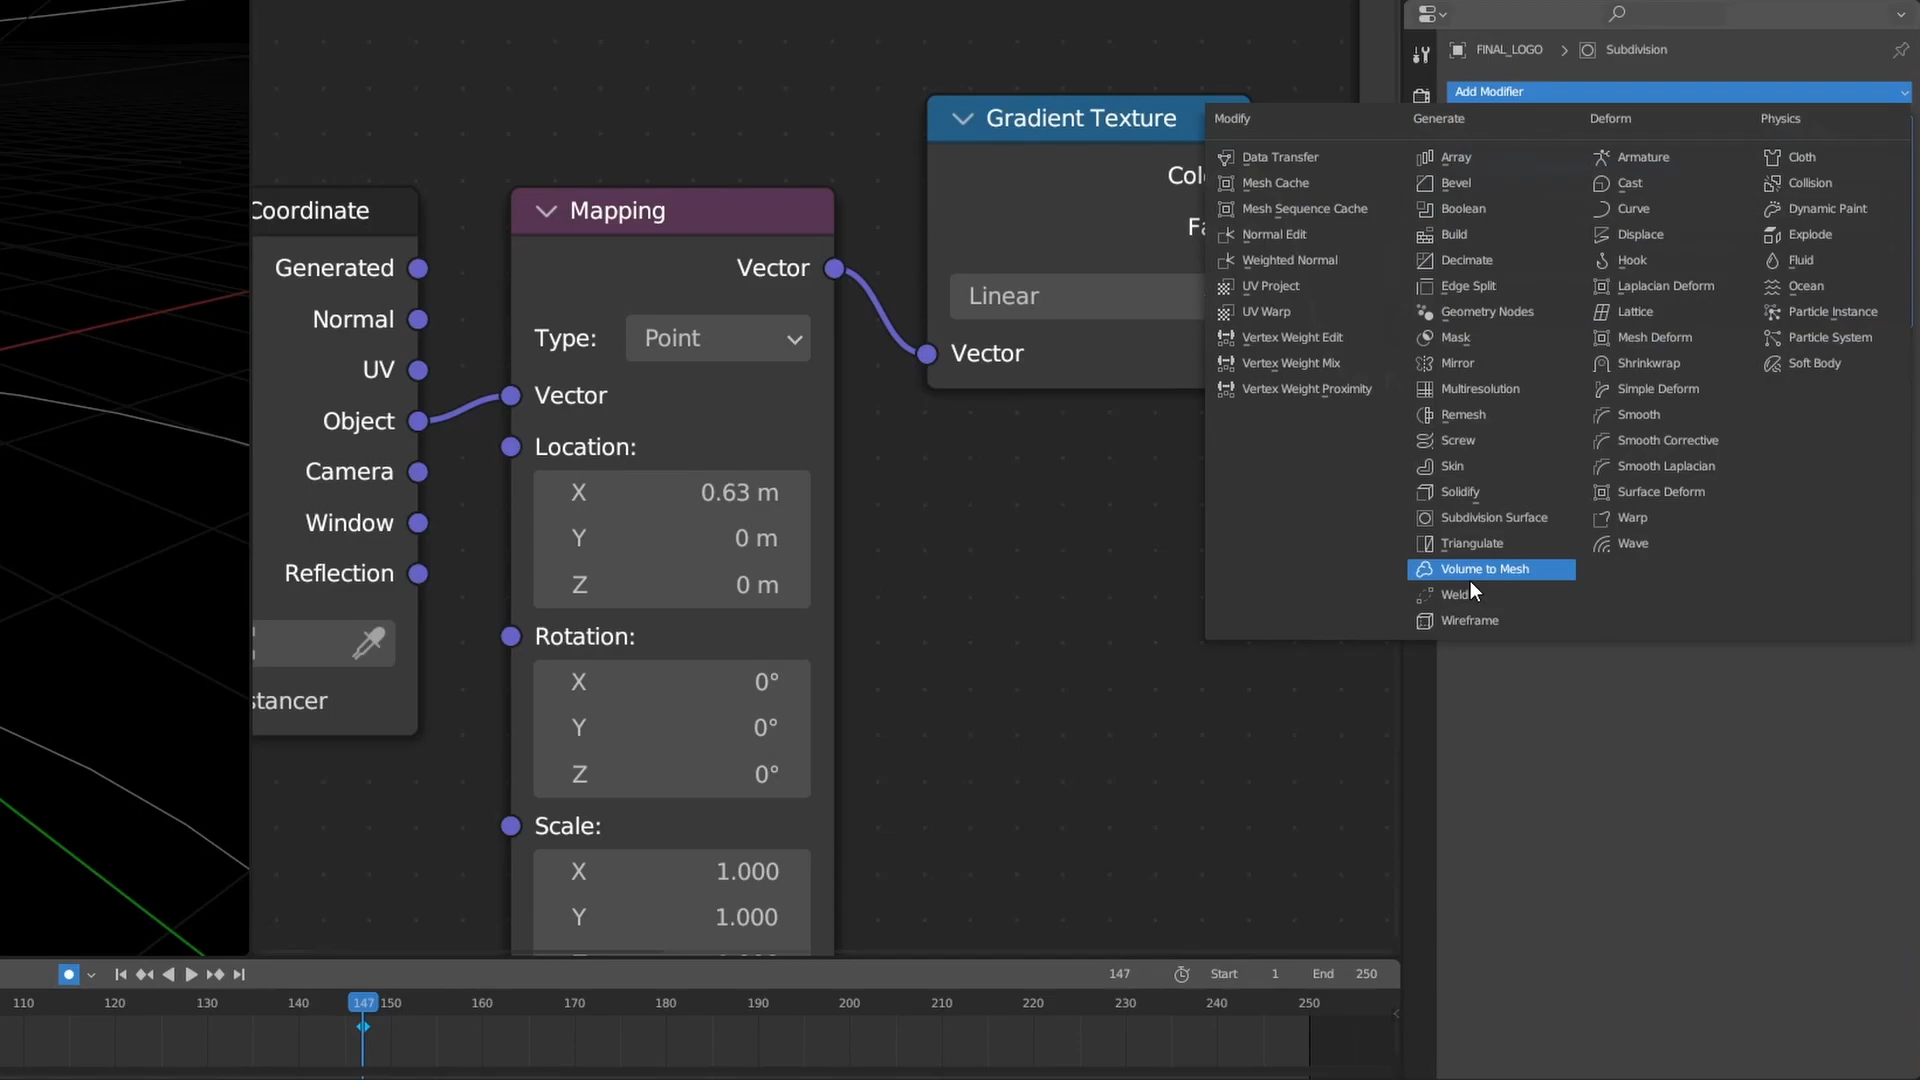 Coordinate
Generated
Normal
UV
Object
Camera
Window
Reflection
stancer
Mapping
Vector
Type: Point
Vector
Location:
X 0.63 m
Y 0 m
Z 0 m
Rotation:
X 0°
Y 0°
Z 0°
Scale:
X 1.000
Y 1.000
Gradient Texture
Col
Fa
Linear
Vector
FINAL_LOGO > Subdivision
Add Modifier
Modify
Data Transfer
Mesh Cache
Mesh Sequence Cache
Normal Edit
Weighted Normal
UV Project
UV Warp
Vertex Weight Edit
Vertex Weight Mix
Vertex Weight Proximity
Generate
Array
Bevel
Boolean
Build
Decimate
Edge Split
Geometry Nodes
Mask
Mirror
Multiresolution
Remesh
Screw
Skin
Solidify
Subdivision Surface
Triangulate
Volume to Mesh
Weld
Wireframe
Deform
Armature
Cast
Curve
Displace
Hook
Laplacian Deform
Lattice
Mesh Deform
Shrinkwrap
Simple Deform
Smooth
Smooth Corrective
Smooth Laplacian
Surface Deform
Warp
Wave
Physics
Cloth
Collision
Dynamic Paint
Explode
Fluid
Ocean
Particle Instance
Particle System
Soft Body
147 Start 1 End 250
110 120 130 140 147 150 160 170 180 190 200 210 220 230 240 250